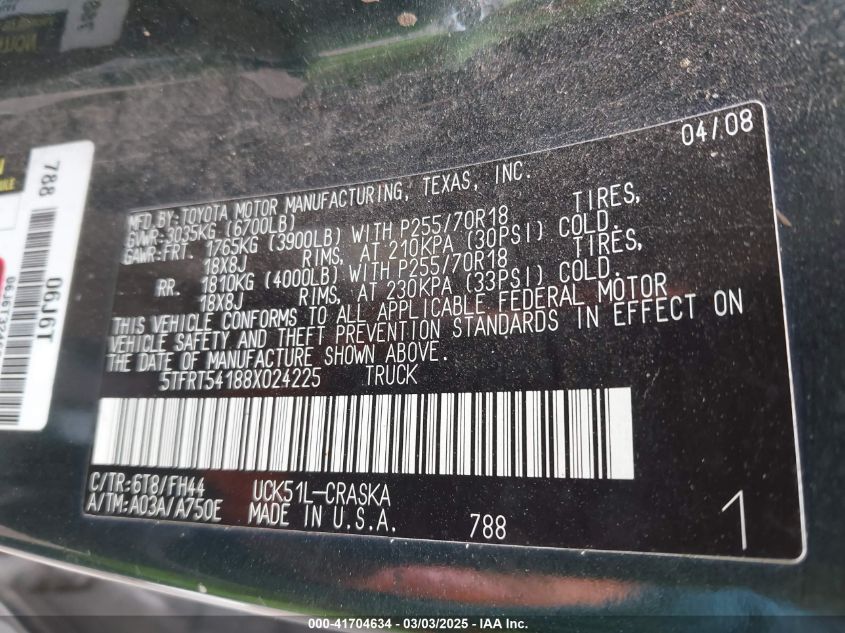 04/08
MFD BY:TOYOTA MOTOR MANUFACTURING, TEXAS, INC.
GVWR:3035KG (6700LB)
GAWR:FRT. 1765KG (3900LB) WITH P255/70R18 TIRES,
18X8J RIMS, AT 210KPA (30PSI) COLD.
RR. 1810KG (4000LB) WITH P255/70R18 TIRES,
18X8J RIMS, AT 230KPA (33PSI) COLD.
THIS VEHICLE CONFORMS TO ALL APPLICABLE FEDERAL MOTOR
VEHICLE SAFETY AND THEFT PREVENTION STANDARDS IN EFFECT ON
THE DATE OF MANUFACTURE SHOWN ABOVE.
5TFRT54188X024225 TRUCK
C/TR:6T8/FH44 UCK51L-CRASKA
A/TM:A03A/A750E MADE IN U.S.A. 788
1
788
06J6T
000-41704634 - 03/03/2025 - IAA Inc.